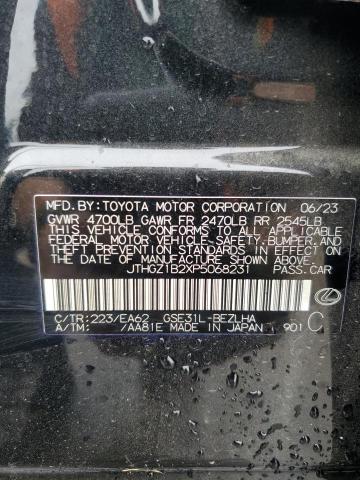 MFD.BY:TOYOTA MOTOR CORPORATION 06/23
GVWR 4700LB GAWR FR 2470LB RR 2545LB
THIS VEHICLE CONFORMS TO ALL APPLICABLE
FEDERAL MOTOR VEHICLE SAFETY,BUMPER,AND
THEFT PREVENTION STANDARDS IN EFFECT ON
THE DATE OF MANUFACTURE SHOWN ABOVE.
JTHGZ1B2XP5068231 PASS.CAR
C/TR:223/EA62 GSE31L-BEZLHA
A/TM: /AA81E MADE IN JAPAN 901 C